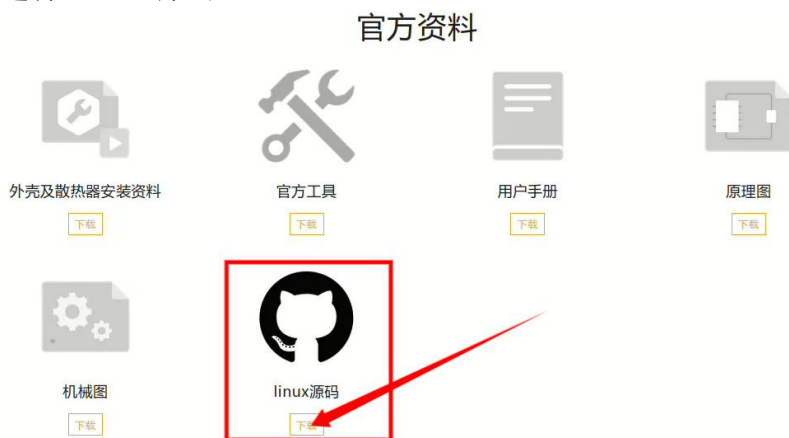 官方资料
外壳及散热器安装资料
官方工具
用户手册
原理图
下载
下载
下载
下载
机械图
linux源码
下载
下载